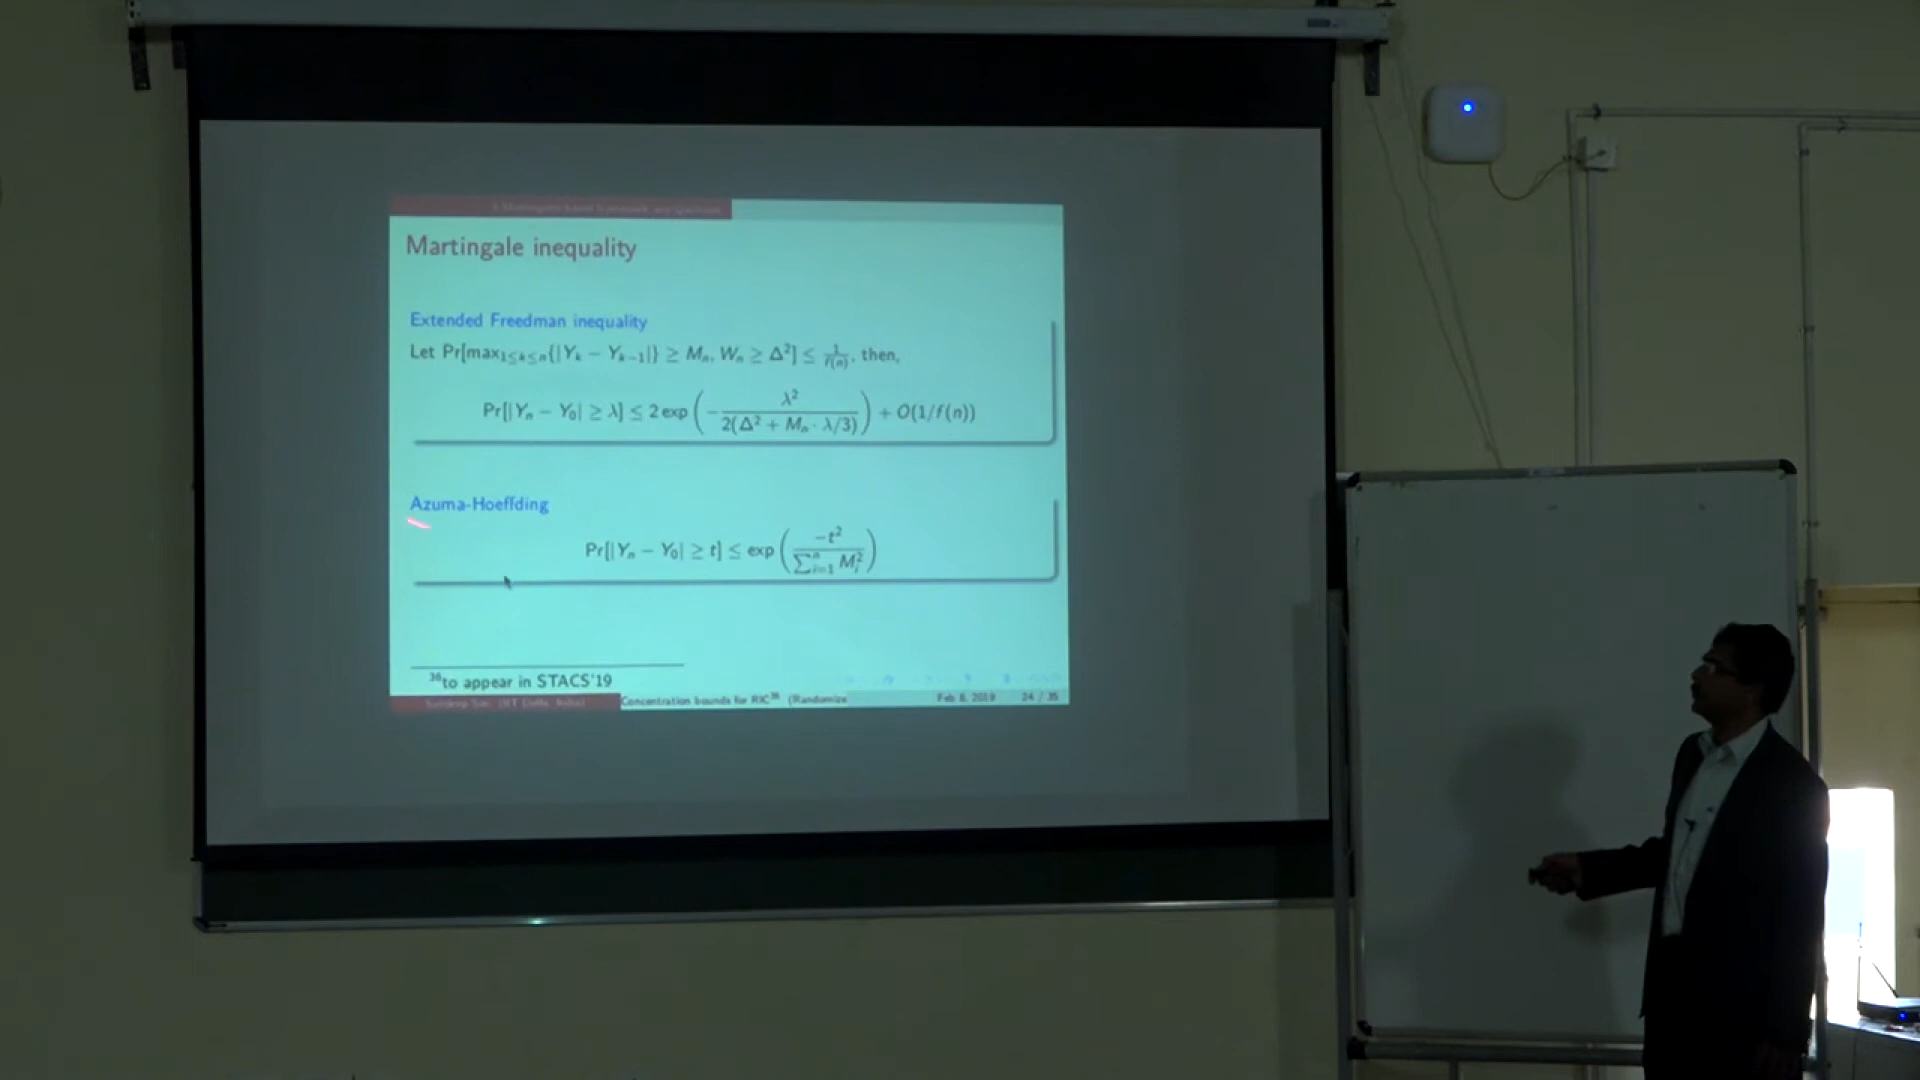 Martingale inequality
Extended Freedman inequality
Let Pr[max₁≤ₖ≤ₙ{|Yₖ − Yₖ₋₁|} ≥ Mₙ, Wₙ ≥ Δ²] ≤ 1/f(n), then,
Pr[|Yₙ − Y₀| ≥ λ] ≤ 2 exp(−λ²/2(Δ² + Mₙ · λ/3)) + O(1/f(n))
Azuma-Hoeffding
Pr[|Yₙ − Y₀| ≥ t] ≤ exp(−t²/∑ⁿᵢ₌₁ Mᵢ²)
³⁶to appear in STACS'19
Concentration bounds for RIC³⁶ (Randomize Feb 8, 2019 24 / 35